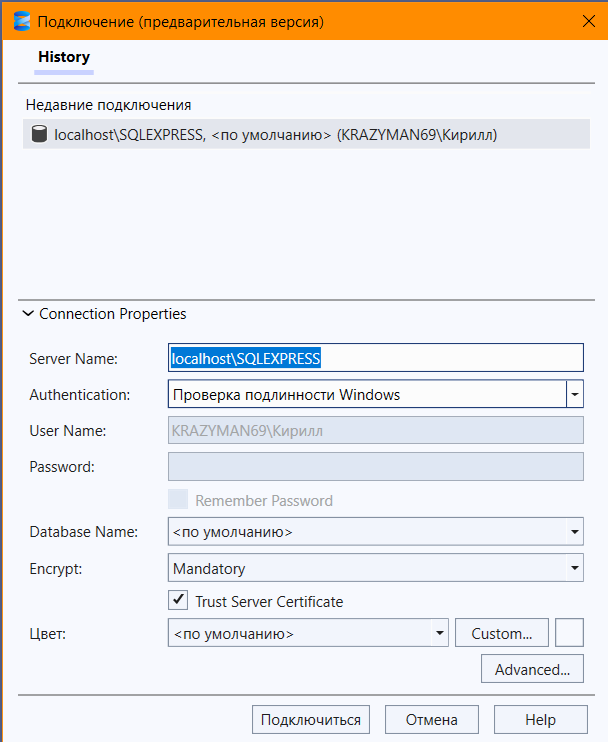 Подключение (предварительная версия)
History
Недавние подключения
localhost\SQLEXPRESS, <по умолчанию> (KRAZYMAN69\Кирилл)
Connection Properties
Server Name: localhost\SQLEXPRESS
Authentication: Проверка подлинности Windows
User Name: KRAZYMAN69\Кирилл
Password:
Remember Password
Database Name: <по умолчанию>
Encrypt: Mandatory
Trust Server Certificate
Цвет: <по умолчанию> Custom...
Advanced...
Подключиться Отмена Help